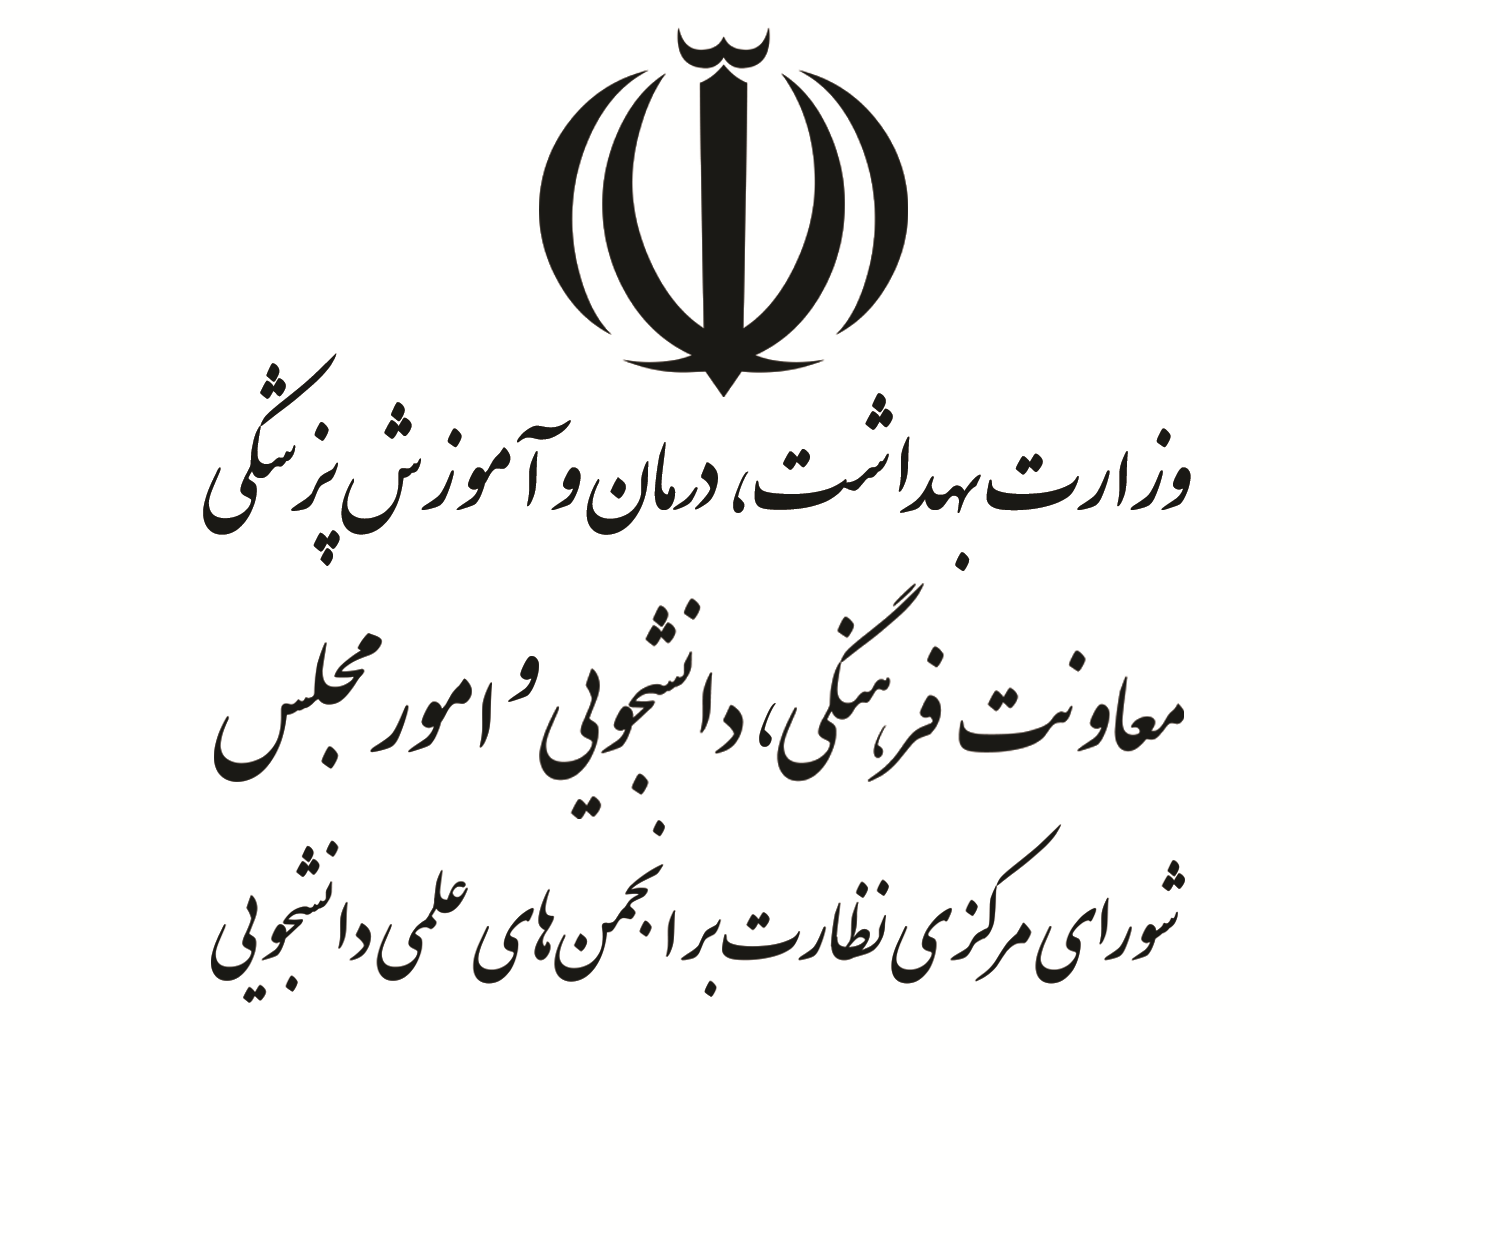 وزارت بهداشت، درمان و آموزش پزشکی
معاونت فرهنگی، دانشجویی و امور مجلس
شورای مرکزی نظارت بر انجمن های علمی دانشجویی